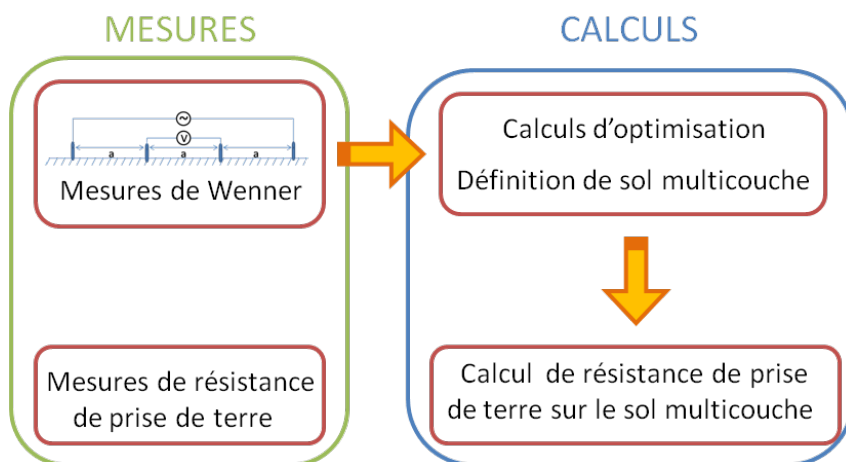 MESURES
CALCULS
~
V
a
a
a
Mesures de Wenner
Calculs d'optimisation
Définition de sol multicouche
Mesures de résistance
de prise de terre
Calcul de résistance de prise
de terre sur le sol multicouche